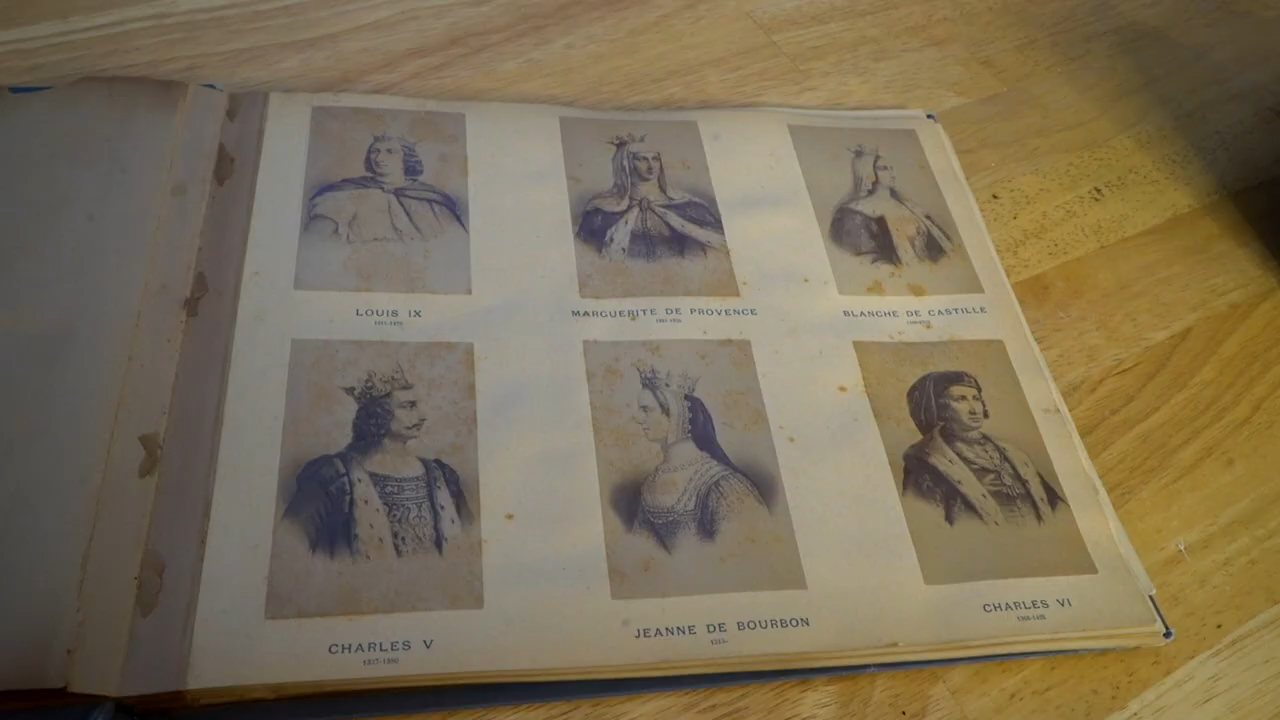 LOUIS IX
MARGUERITE DE PROVENCE
BLANCHE DE CASTILLE
CHARLES V
JEANNE DE BOURBON
CHARLES VI